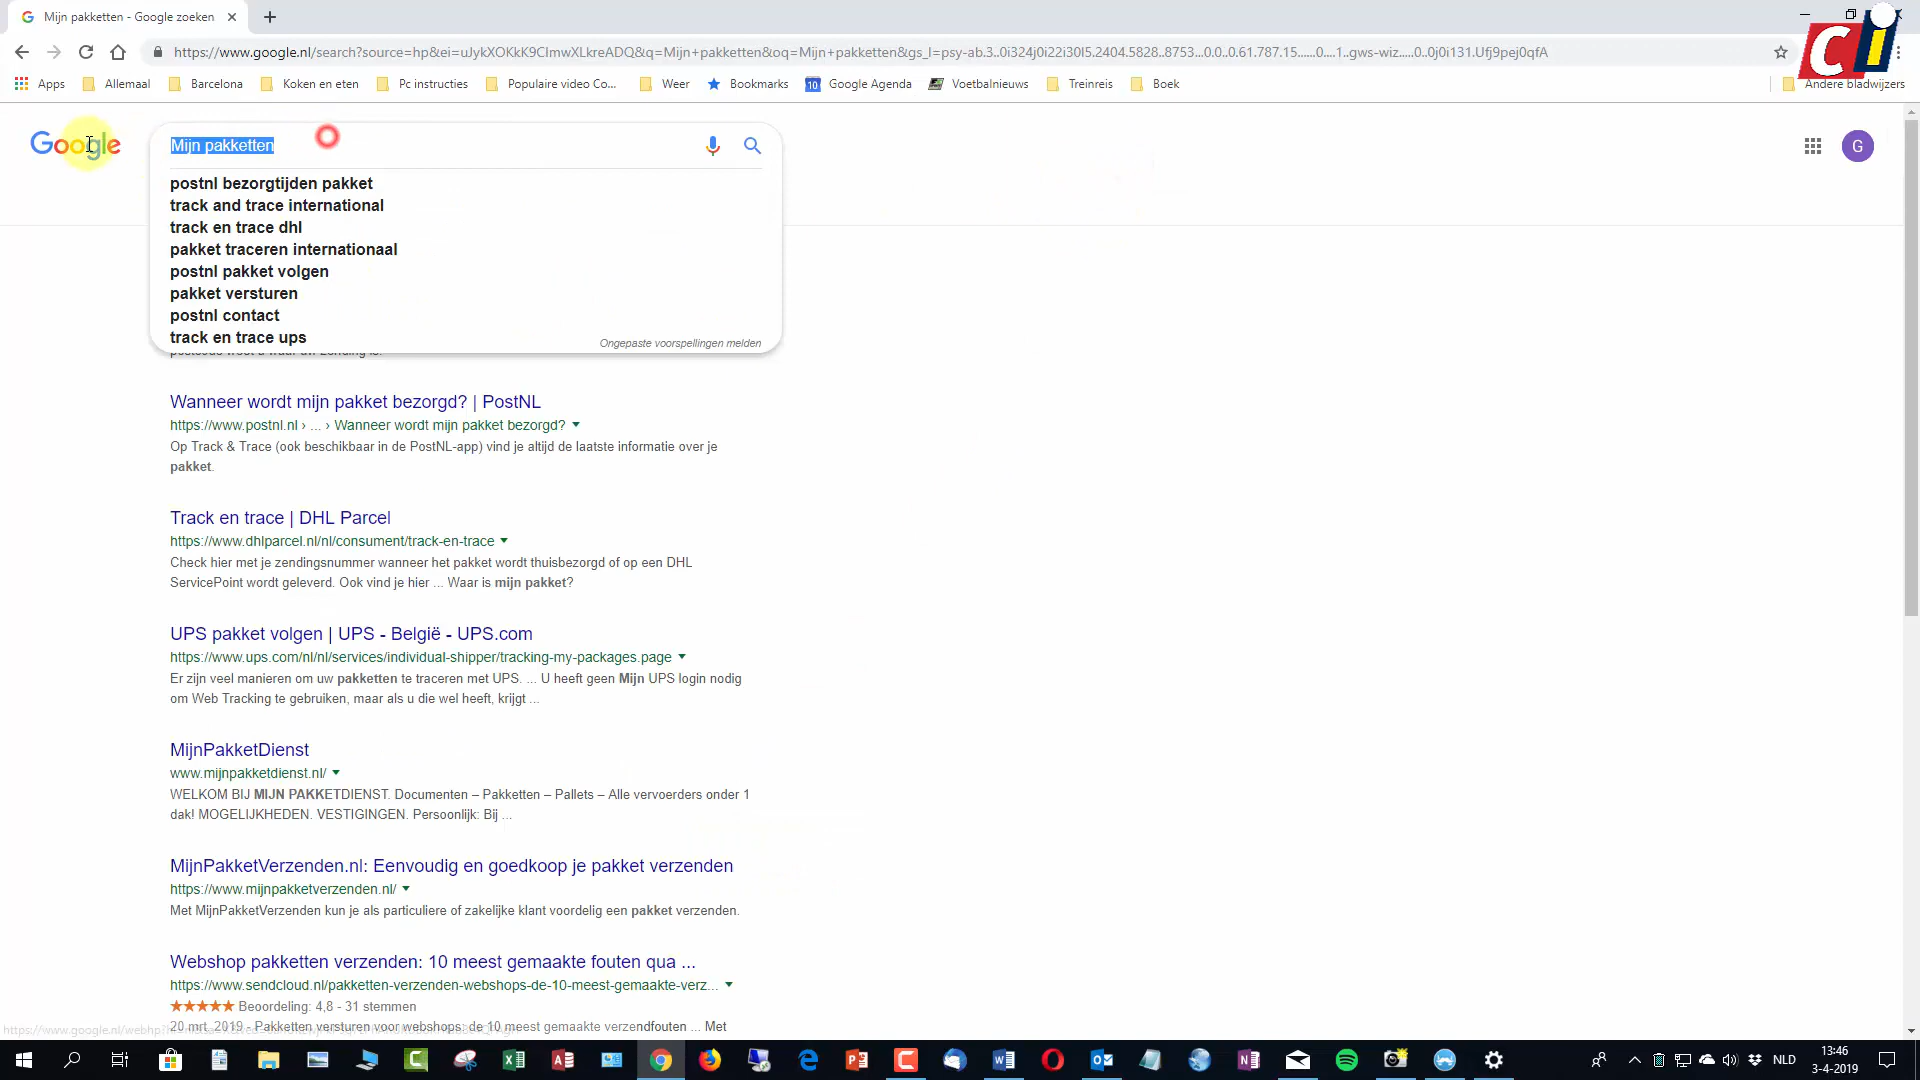 Mijn pakketten - Google zoeken
https://www.google.nl/search?source=hp&ei=uJykXOKkK9CImwXLkreADQ&q=Mijn+pakketten&oq=Mijn+pakketten&gs_l=psy-ab.3..0i324j0i22i30l5.2404.5828..8753...0.0..0.61.787.15......0....1..gws-wiz.....0..0j0i131.Ufj9pej0qfA
Ci
Apps Allemaal Barcelona Koken en eten Pc instructies Populaire video Co... Weer Bookmarks 10 Google Agenda Voetbalnieuws Treinreis Boek Andere bladwijzers
Google Mijn pakketten G
postnl bezorgtijden pakket
track and trace international
track en trace dhl
pakket traceren internationaal
postnl pakket volgen
pakket versturen
postnl contact
track en trace ups
Ongepaste voorspellingen melden
Wanneer wordt mijn pakket bezorgd? | PostNL
https://www.postnl.nl › ... › Wanneer wordt mijn pakket bezorgd?
Op Track & Trace (ook beschikbaar in de PostNL-app) vind je altijd de laatste informatie over je
pakket.
Track en trace | DHL Parcel
https://www.dhlparcel.nl/nl/consument/track-en-trace
Check hier met je zendingsnummer wanneer het pakket wordt thuisbezorgd of op een DHL
ServicePoint wordt geleverd. Ook vind je hier ... Waar is mijn pakket?
UPS pakket volgen | UPS - België - UPS.com
https://www.ups.com/nl/nl/services/individual-shipper/tracking-my-packages.page
Er zijn veel manieren om uw pakketten te traceren met UPS. ... U heeft geen Mijn UPS login nodig
om Web Tracking te gebruiken, maar als u die wel heeft, krijgt ...
MijnPakketDienst
www.mijnpakketdienst.nl/
WELKOM BIJ MIJN PAKKETDIENST. Documenten – Pakketten – Pallets – Alle vervoerders onder 1
dak! MOGELIJKHEDEN. VESTIGINGEN. Persoonlijk: Bij ...
MijnPakketVerzenden.nl: Eenvoudig en goedkoop je pakket verzenden
https://www.mijnpakketverzenden.nl/
Met MijnPakketVerzenden kun je als particuliere of zakelijke klant voordelig een pakket verzenden.
Webshop pakketten verzenden: 10 meest gemaakte fouten qua ...
https://www.sendcloud.nl/pakketten-verzenden-webshops-de-10-meest-gemaakte-verz...
Beoordeling: 4,8 - 31 stemmen
20 mrt. 2019 - Pakketten versturen voor webshops: de 10 meest gemaakte verzendfouten ... Met
NLD
13:46
3-4-2019